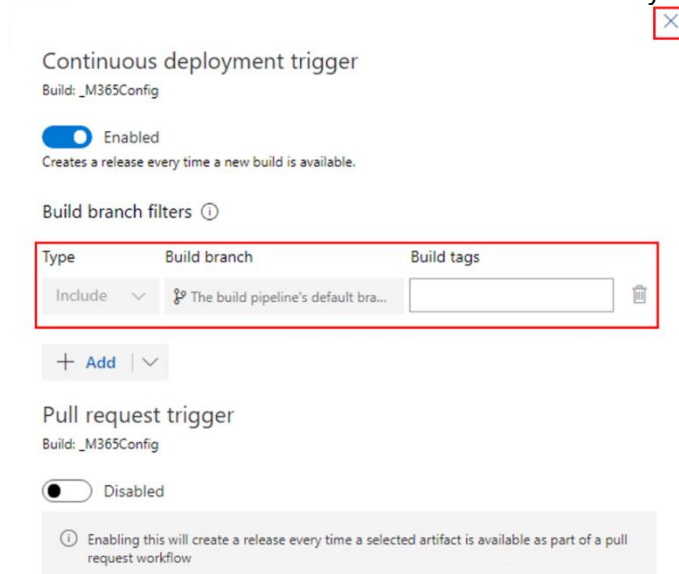 Continuous deployment trigger
Build: _M365Config
Enabled
Creates a release every time a new build is available.
Build branch filters
Type Build branch Build tags
Include The build pipeline's default bra...
Add
Pull request trigger
Build: _M365Config
Disabled
Enabling this will create a release every time a selected artifact is available as part of a pull
request workflow